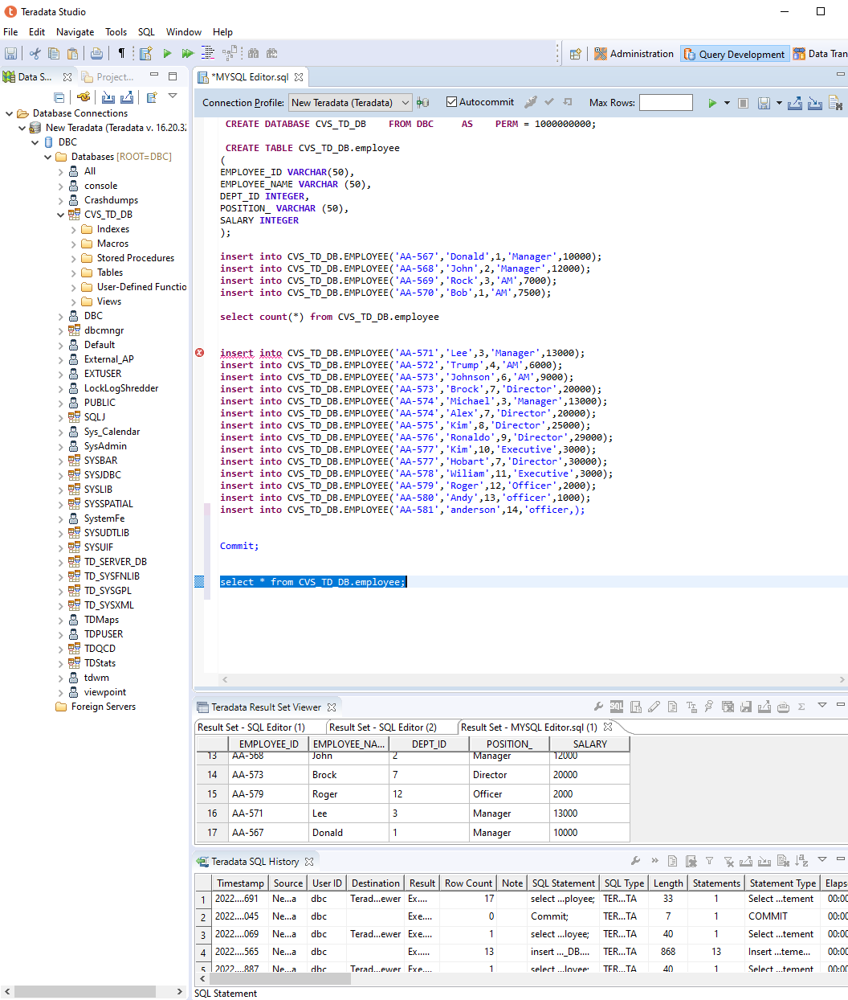 Teradata Studio
File Edit Navigate Tools SQL Window Help
Administration Query Development Data Tran
Data S... Project...
*MYSQL Editor.sql
Connection Profile: New Teradata (Teradata) Autocommit Max Rows:
Database Connections
New Teradata (Teradata v. 16.20.32
DBC
Databases [ROOT=DBC]
All
console
Crashdumps
CVS_TD_DB
Indexes
Macros
Stored Procedures
Tables
User-Defined Functio
Views
DBC
dbcmngr
Default
External_AP
EXTUSER
LockLogShredder
PUBLIC
SQLJ
Sys_Calendar
SysAdmin
SYSBAR
SYSJDBC
SYSLIB
SYSSPATIAL
SystemFe
SYSUDTLIB
SYSUIF
TD_SERVER_DB
TD_SYSFNLIB
TD_SYSGPL
TD_SYSXML
TDMaps
TDPUSER
TDQCD
TDStats
tdwm
viewpoint
Foreign Servers
CREATE DATABASE CVS_TD_DB FROM DBC AS PERM = 1000000000;
CREATE TABLE CVS_TD_DB.employee
(
EMPLOYEE_ID VARCHAR(50),
EMPLOYEE_NAME VARCHAR (50),
DEPT_ID INTEGER,
POSITION_ VARCHAR (50),
SALARY INTEGER
);
insert into CVS_TD_DB.EMPLOYEE('AA-567','Donald',1,'Manager',10000);
insert into CVS_TD_DB.EMPLOYEE('AA-568','John',2,'Manager',12000);
insert into CVS_TD_DB.EMPLOYEE('AA-569','Rock',3,'AM',7000);
insert into CVS_TD_DB.EMPLOYEE('AA-570','Bob',1,'AM',7500);
select count(*) from CVS_TD_DB.employee
insert into CVS_TD_DB.EMPLOYEE('AA-571','Lee',3,'Manager',13000);
insert into CVS_TD_DB.EMPLOYEE('AA-572','Trump',4,'AM',6000);
insert into CVS_TD_DB.EMPLOYEE('AA-573','Johnson',6,'AM',9000);
insert into CVS_TD_DB.EMPLOYEE('AA-573','Brock',7,'Director',20000);
insert into CVS_TD_DB.EMPLOYEE('AA-574','Michael',3,'Manager',13000);
insert into CVS_TD_DB.EMPLOYEE('AA-574','Alex',7,'Director',20000);
insert into CVS_TD_DB.EMPLOYEE('AA-575','Kim',8,'Director',25000);
insert into CVS_TD_DB.EMPLOYEE('AA-576','Ronaldo',9,'Director',29000);
insert into CVS_TD_DB.EMPLOYEE('AA-577','Kim',10,'Executive',3000);
insert into CVS_TD_DB.EMPLOYEE('AA-577','Hobart',7,'Director',30000);
insert into CVS_TD_DB.EMPLOYEE('AA-578','Wiliam',11,'Executive',3000);
insert into CVS_TD_DB.EMPLOYEE('AA-579','Roger',12,'Officer',2000);
insert into CVS_TD_DB.EMPLOYEE('AA-580','Andy',13,'officer',1000);
insert into CVS_TD_DB.EMPLOYEE('AA-581','anderson',14,'officer,);
Commit;
select * from CVS_TD_DB.employee;
Teradata Result Set Viewer
Result Set - SQL Editor (1) Result Set - SQL Editor (2) Result Set - MYSQL Editor.sql (1)
EMPLOYEE_ID EMPLOYEE_NA... DEPT_ID POSITION_ SALARY
13 AA-568 John 2 Manager 12000
14 AA-573 Brock 7 Director 20000
15 AA-579 Roger 12 Officer 2000
16 AA-571 Lee 3 Manager 13000
17 AA-567 Donald 1 Manager 10000
Teradata SQL History
Timestamp Source User ID Destination Result Row Count Note SQL Statement SQL Type Length Statements Statement Type Elaps
1 2022....691 Ne...a dbc Terad...ewer Ex.... 17 select ...ployee; TER...TA 33 1 Select ...tement 00:00
2 2022....045 Ne...a dbc Exe.... 0 Commit; TER...TA 7 1 COMMIT 00:00
3 2022....069 Ne...a dbc Terad...ewer Exe.... 1 select ...loyee; TER...TA 40 1 Select ...tement 00:00
4 2022....565 Ne...a dbc Ex..... 13 insert ..._DB.... TER...TA 868 13 Insert ...teme... 00:00
5 2022....887 Ne...a dbc Terad...ewer Exe.... 1 select ...loyee; TER...TA 40 1 Select ...tement 00:00
SQL Statement